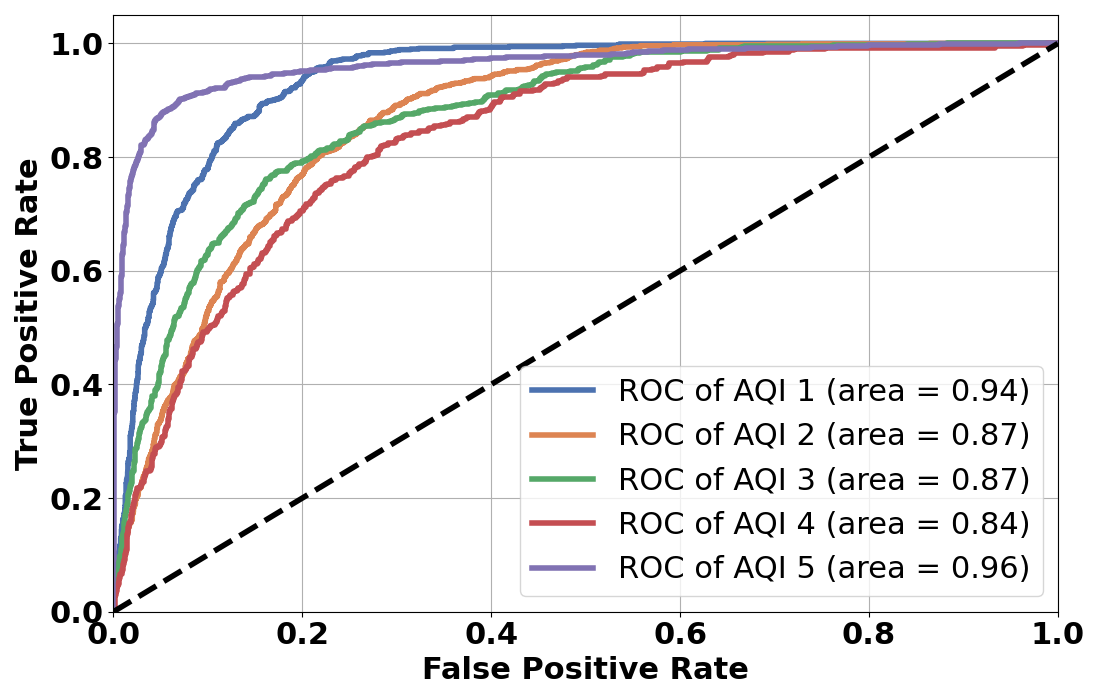 True Positive Rate
1.0
0.8
0.6
0.4
0.2
0.0
ROC of AQI 1 (area = 0.94)
ROC of AQI 2 (area = 0.87)
ROC of AQI 3 (area = 0.87)
ROC of AQI 4 (area = 0.84)
ROC of AQI 5 (area = 0.96)
0.0 0.2 0.4 0.6 0.8 1.0
False Positive Rate